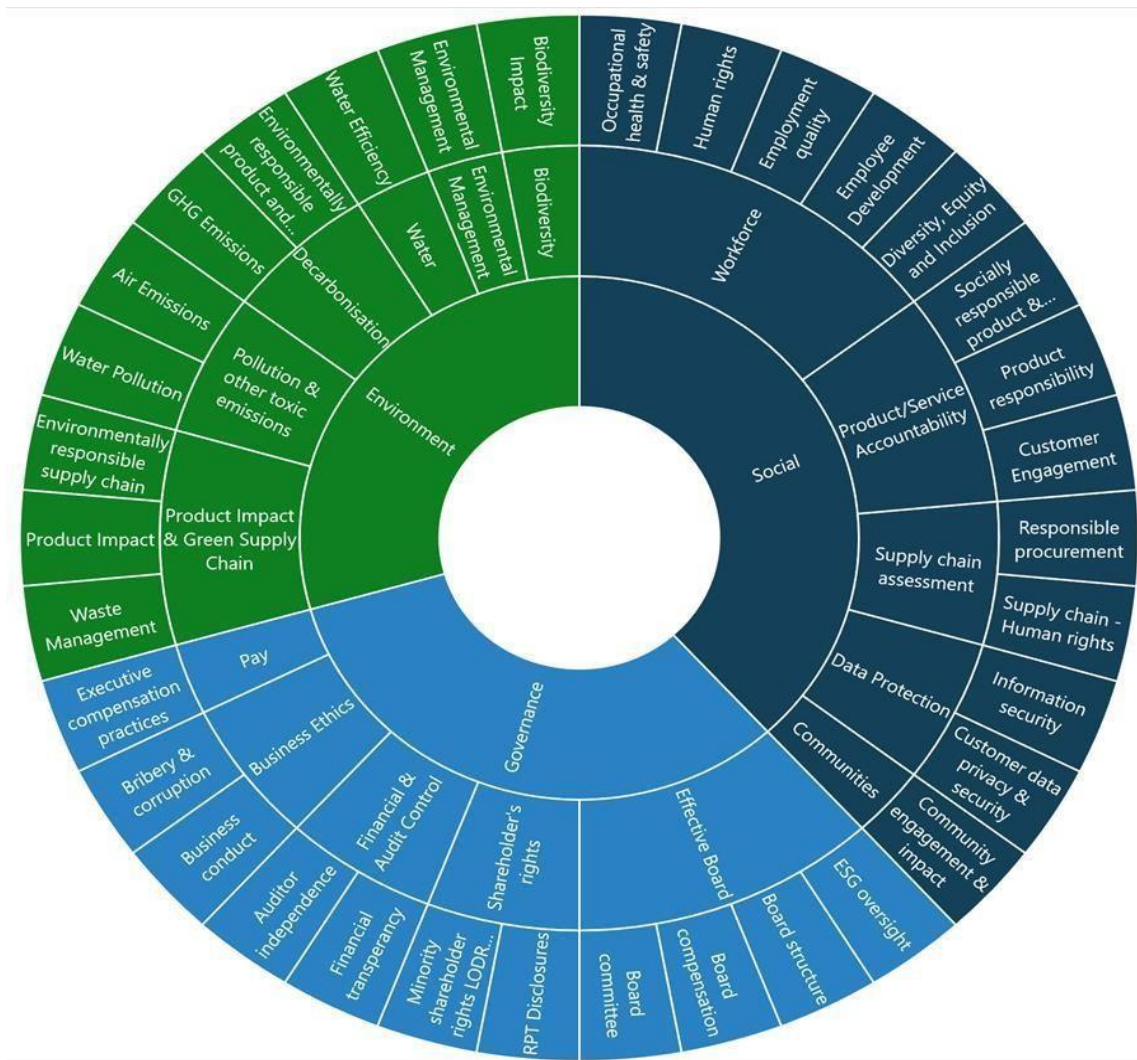 Environment
Social
Governance
Workforce
Product/Service
Accountability
Supply chain
assessment
Data Protection
Communities
Effective Board
Shareholder's
rights
Financial &
Audit Control
Business Ethics
Pay
Product Impact
& Green Supply
Chain
Pollution &
other toxic
emissions
Decarbonisation
Water
Environmental
Management
Biodiversity
Occupational
health & safety
Human rights
Employment
quality
Employee
Development
Diversity, Equity
and Inclusion
Socially
responsible
product &...
Product
responsibility
Customer
Engagement
Responsible
procurement
Supply chain -
Human rights
Information
security
Customer data
privacy &
security
Community
engagement &
impact
ESG oversight
Board structure
Board
compensation
Board
committee
RPT Disclosures
Minority
shareholder
rights LODR...
Financial
transperancy
Auditor
independence
Business
conduct
Bribery &
corruption
Executive
compensation
practices
Waste
Management
Product Impact
Environmentally
responsible
supply chain
Water Pollution
Air Emissions
GHG Emissions
Environmentally
responsible
product and...
Water Efficiency
Environmental
Management
Biodiversity
Impact